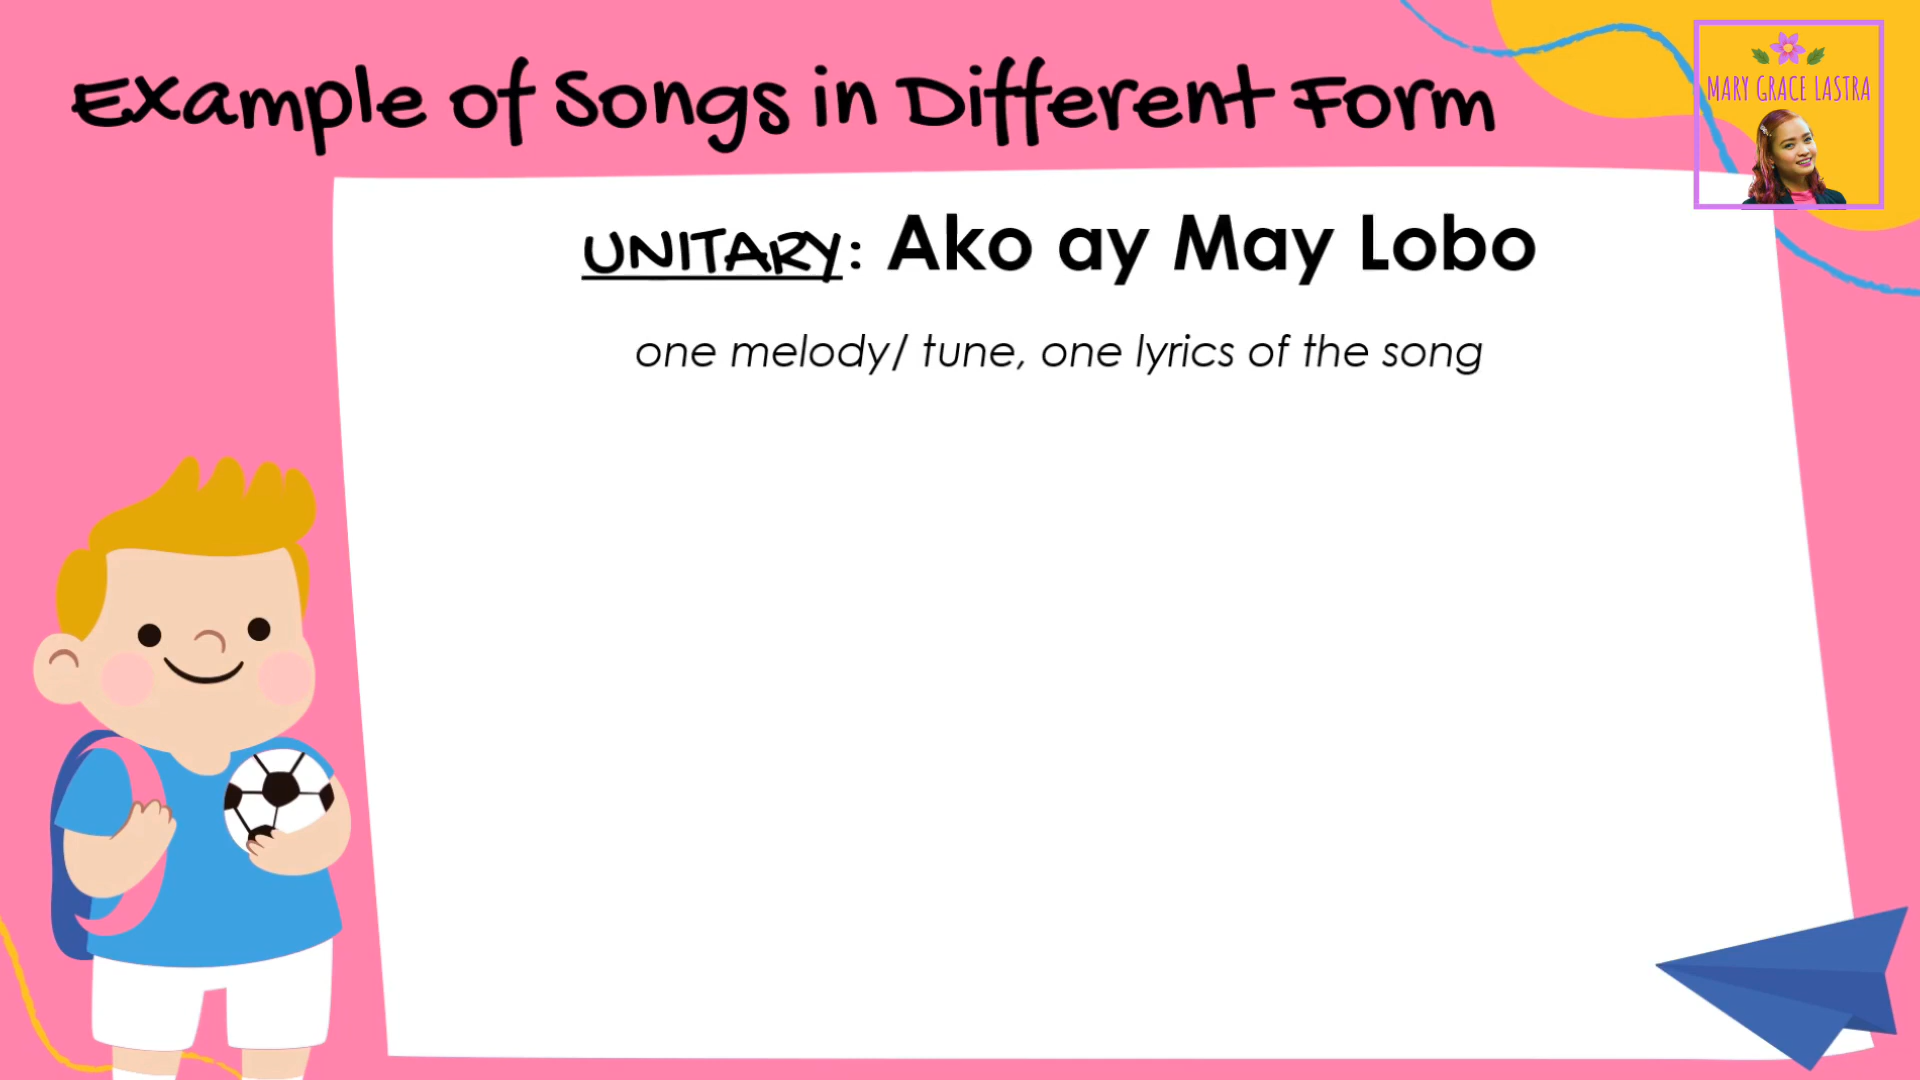 Example of Songs in Different Form
MARY GRACE LASTRA
UNITARY: Ako ay May Lobo
one melody/ tune, one lyrics of the song